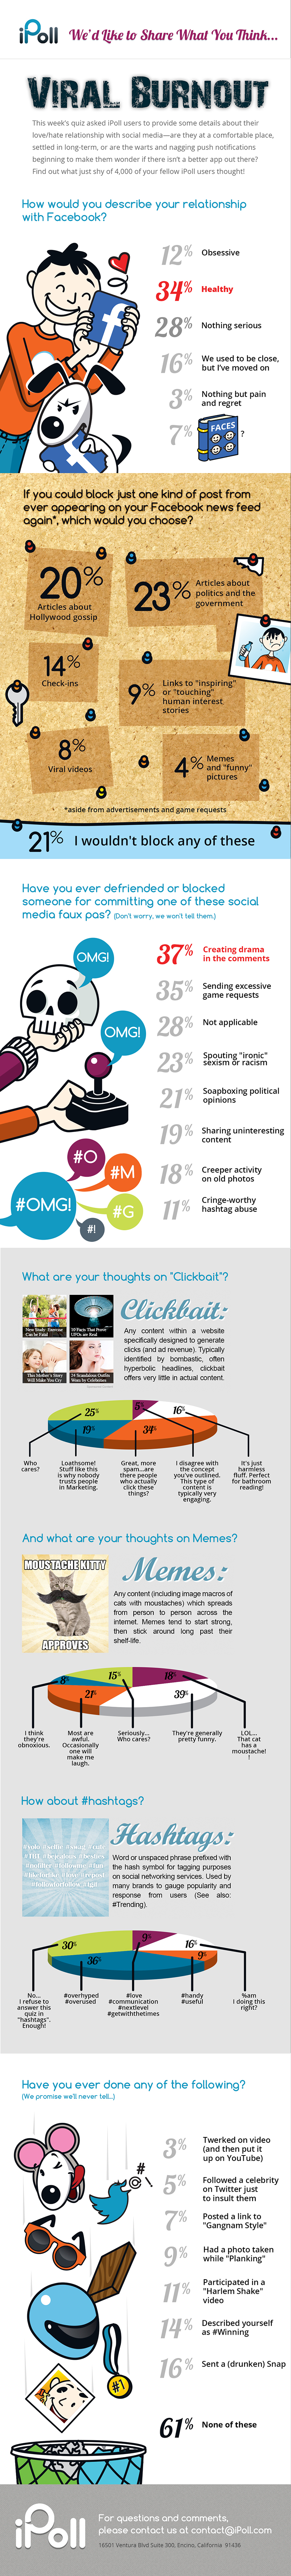 iPoll We'd Like to Share What You Think...
VIRAL BURNOUT
This week's quiz asked iPoll users to provide some details about their
love/hate relationship with social media—are they at a comfortable place,
settled in long-term, or are the warts and nagging push notifications
beginning to make them wonder if there isn't a better app out there?
Find out what just shy of 4,000 of your fellow iPoll users thought!
How would you describe your relationship
with Facebook?
12% Obsessive
34% Healthy
28% Nothing serious
16% We used to be close,
but I've moved on
3% Nothing but pain
and regret
7% FACES ?
If you could block just one kind of post from
ever appearing on your Facebook news feed
again*, which would you choose?
20%
Articles about
Hollywood gossip
23% Articles about
politics and the
government
14%
Check-ins
9% Links to "inspiring"
or "touching"
human interest
stories
8%
Viral videos
4% Memes
and "funny"
pictures
*aside from advertisements and game requests
21% I wouldn't block any of these
Have you ever defriended or blocked
someone for committing one of these social
media faux pas? (Don't worry, we won't tell them.)
OMG!
OMG!
#O
#M
#OMG!
#G
#!
37% Creating drama
in the comments
35% Sending excessive
game requests
28% Not applicable
23% Spouting "ironic"
sexism or racism
21% Soapboxing political
opinions
19% Sharing uninteresting
content
18% Creeper activity
on old photos
11% Cringe-worthy
hashtag abuse
What are your thoughts on "Clickbait"?
New Study: Exercise
Can be Fatal
10 Facts That Prove
UFOs are Real
This Mother's Story
Will Make You Cry
24 Scandalous Outfits
Worn by Celebrities
Clickbait:
Any content within a website
specifically designed to generate
clicks (and ad revenue). Typically
identified by bombastic, often
hyperbolic headlines, clickbait
offers very little in actual content.
25%
5%
16%
19%
34%
Who
cares?
Loathsome!
Stuff like this
is why nobody
trusts people
in Marketing.
Great, more
spam...are
there people
who actually
click these
things?
I disagree with
the concept
you've outlined.
This type of
content is
typically very
engaging.
It's just
harmless
fluff. Perfect
for bathroom
reading!
And what are your thoughts on Memes?
MOUSTACHE KITTY
APPROVES
Memes:
Any content (including image macros of
cats with moustaches) which spreads
from person to person across the
internet. Memes tend to start strong,
then stick around long past their
shelf-life.
8%
15%
18%
21%
39%
I think
they're
obnoxious.
Most are
awful.
Occasionally
one will
make me
laugh.
Seriously...
Who cares?
They're generally
pretty funny.
LOL...
That cat
has a
moustache!
!
How about #hashtags?
Hashtags:
Word or unspaced phrase prefixed with
the hash symbol for tagging purposes
on social networking services. Used by
many brands to gauge popularity and
response from users (See also:
#Trending).
30%
9%
16%
36%
9%
No...
I refuse to
answer this
quiz in
"hashtags".
Enough!
#overhyped
#overused
#love
#communication
#nextlevel
#getwiththetimes
#handy
#useful
%am
I doing this
right?
Have you ever done any of the following?
(We promise we'll never tell...)
#
@
3% Twerked on video
(and then put it
up on YouTube)
5% Followed a celebrity
on Twitter just
to insult them
7% Posted a link to
"Gangnam Style"
9% Had a photo taken
while "Planking"
11% Participated in a
"Harlem Shake"
video
14% Described yourself
as #Winning
16% Sent a (drunken) Snap
#1
61% None of these
iPoll
For questions and comments,
please contact us at contact@iPoll.com
16501 Ventura Blvd Suite 300, Encino, California 91436